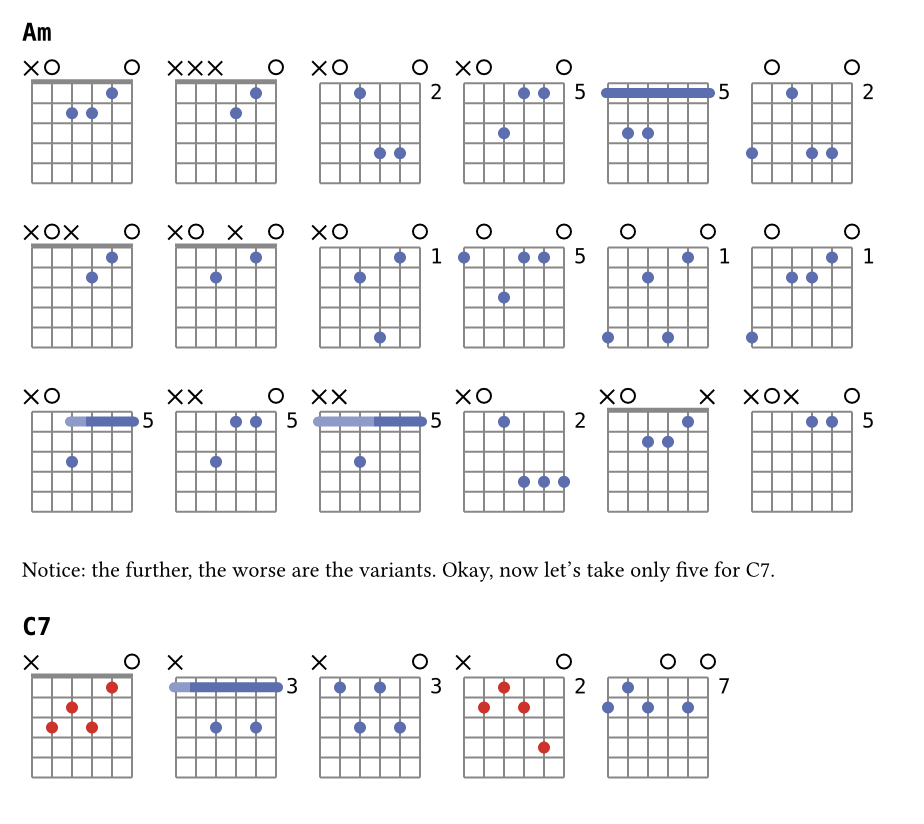 Am
2 5 5 2
1 5 1 1
5 5 5 2 5
Notice: the further, the worse are the variants. Okay, now let’s take only five for C7.
C7
3 3 2 7